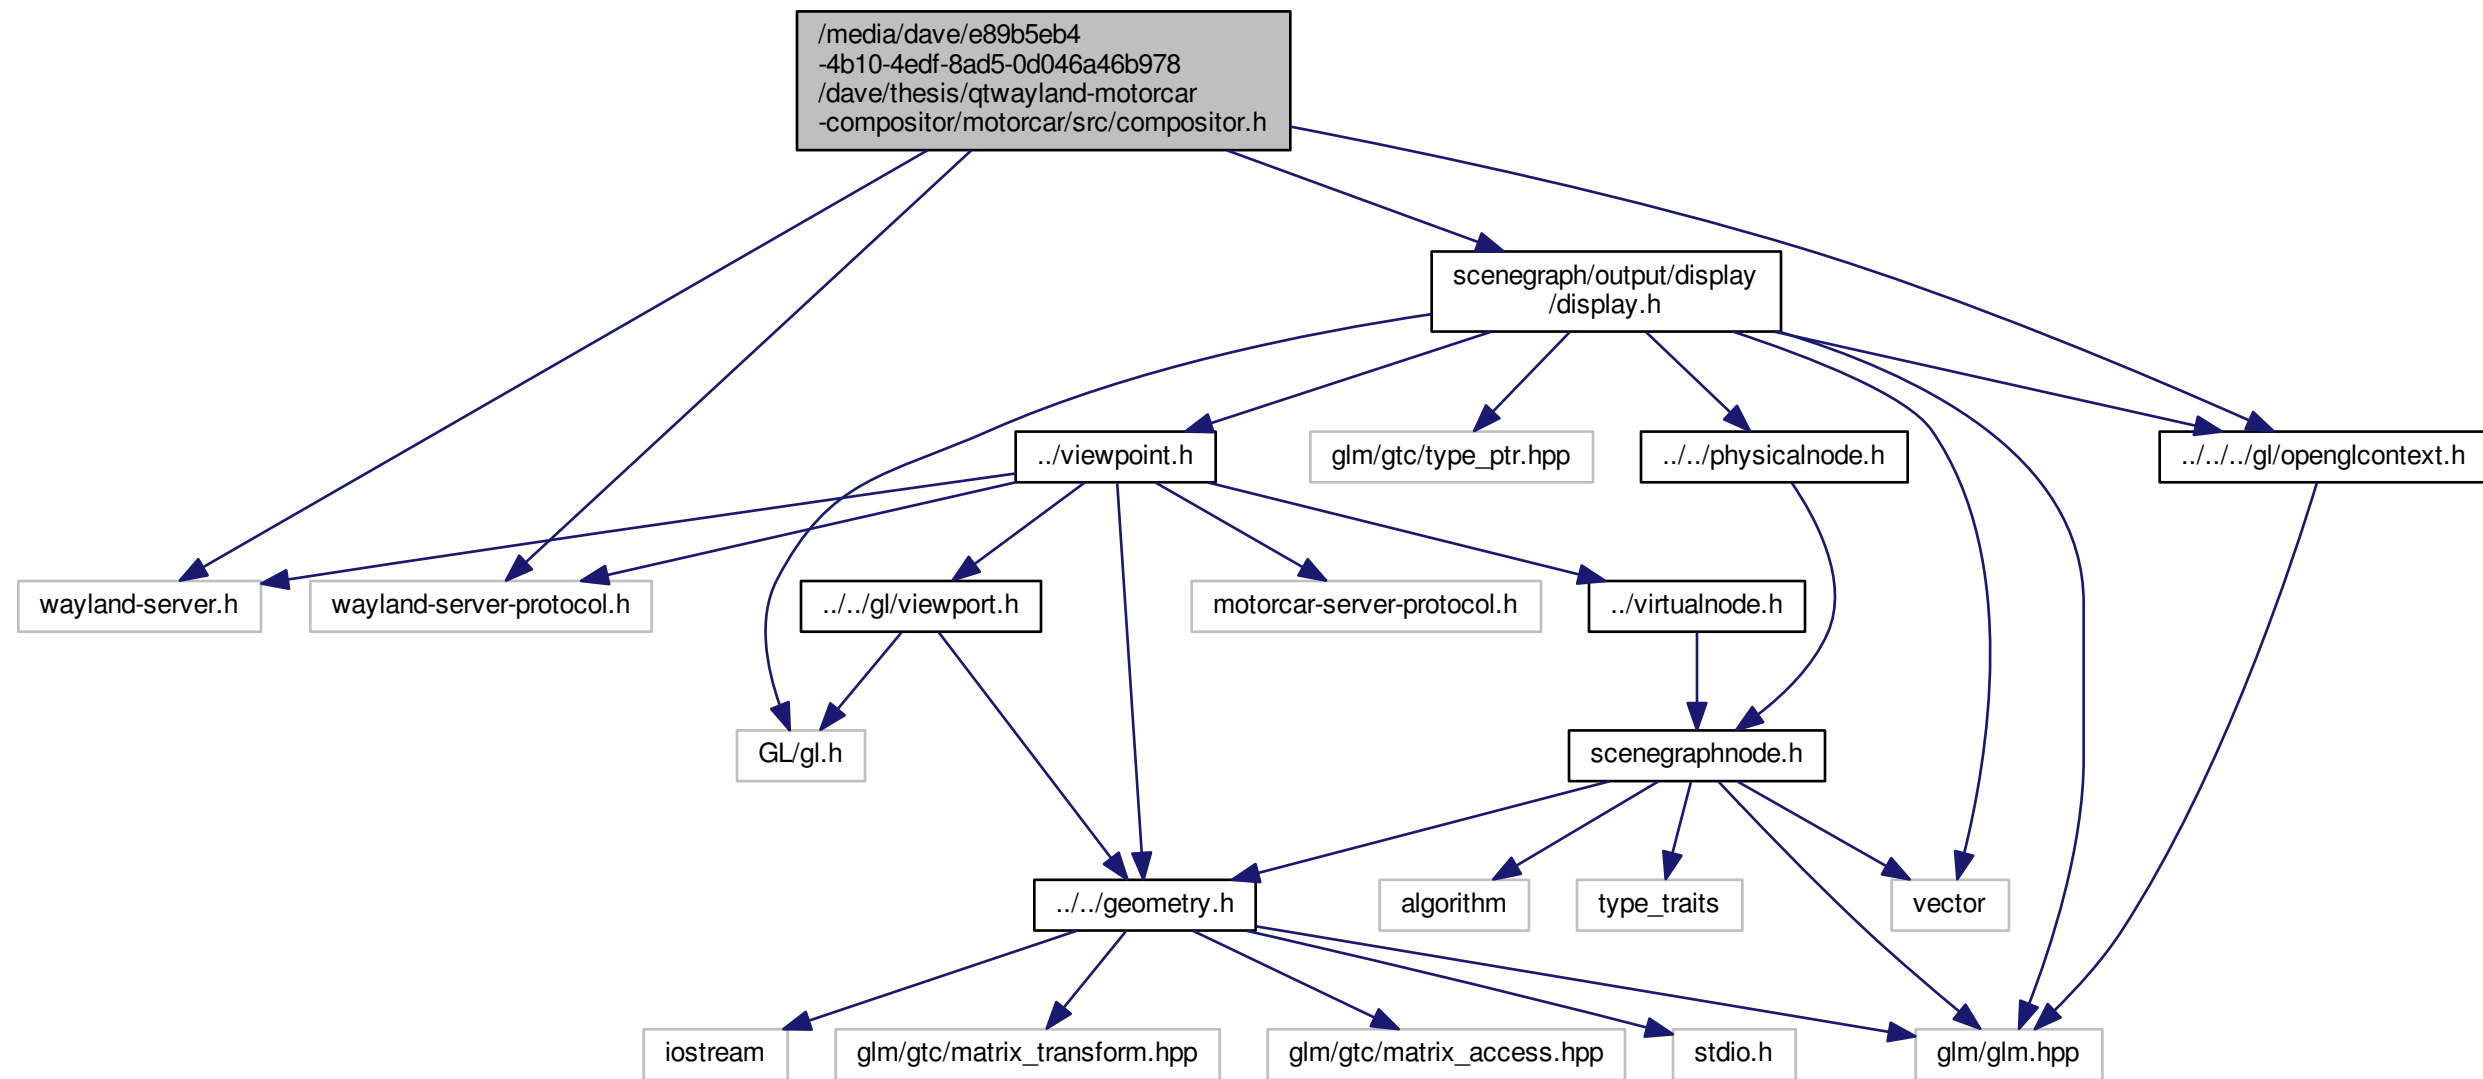 /media/dave/e89b5eb4
-4b10-4edf-8ad5-0d046a46b978
/dave/thesis/qtwayland-motorcar
-compositor/motorcar/src/compositor.h
scenegraph/output/display
/display.h
../viewpoint.h
glm/gtc/type_ptr.hpp
../../physicalnode.h
../../../gl/openglcontext.h
wayland-server.h
wayland-server-protocol.h
../../gl/viewport.h
motorcar-server-protocol.h
../virtualnode.h
GL/gl.h
scenegraphnode.h
../../geometry.h
algorithm
type_traits
vector
iostream
glm/gtc/matrix_transform.hpp
glm/gtc/matrix_access.hpp
stdio.h
glm/glm.hpp